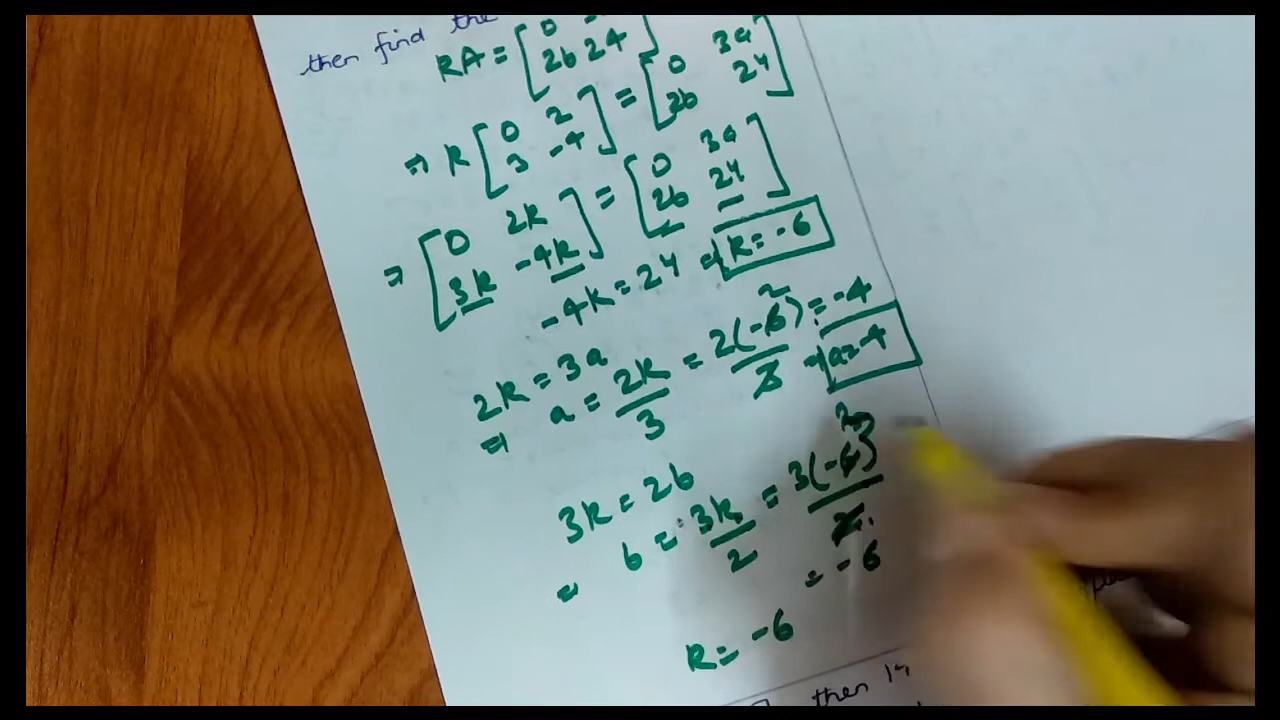 then find the
RA = [0
2b 24] = [0 3a
2b 24]
⇒ R [0 2
3 -4] = [0 3a
2b 24]
⇒ [0 2k
3k -4k] = [0 3a
2b 24]
-4k = 24 ⇒ k = -6
2k = 3a
⇒ a = 2k/3 = 2(-6)/3 = -4 ⇒ a = -4
3k = 2b
= b = 3k/2 = 3(-6)/2
= -6
k = -6
then